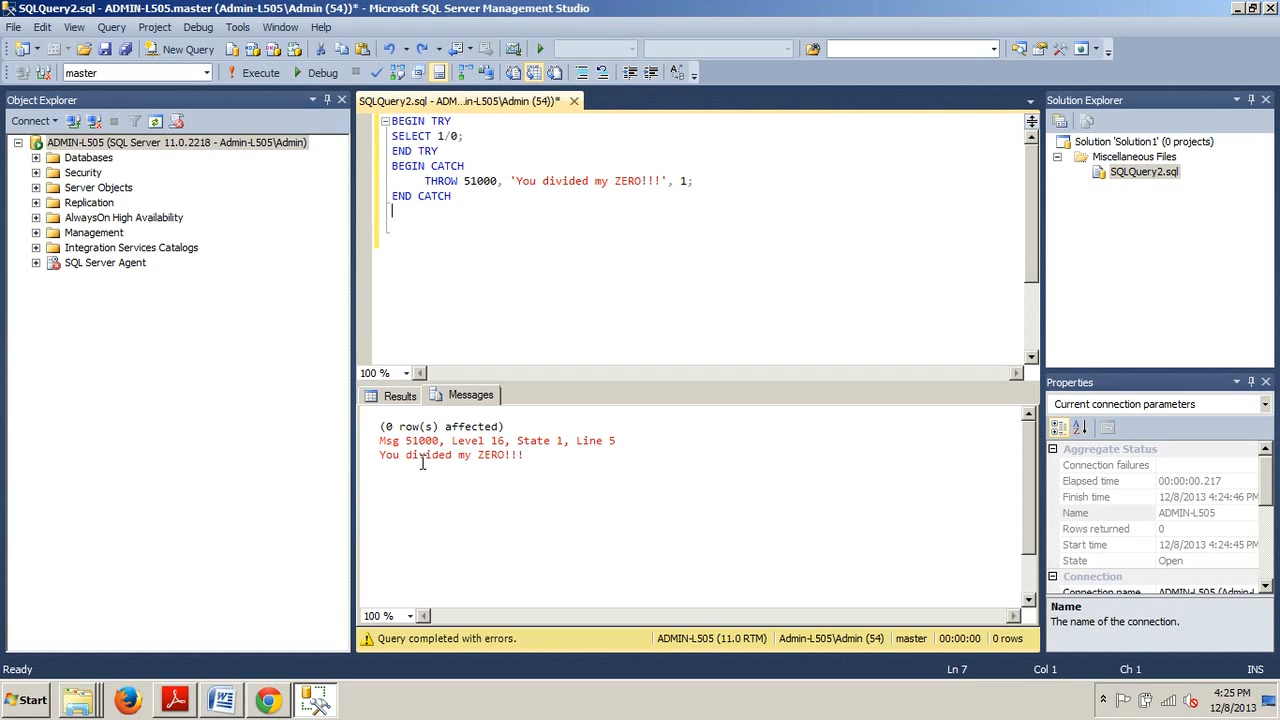 SQLQuery2.sql - ADMIN-L505.master (Admin-L505\Admin (54))* - Microsoft SQL Server Management Studio
File Edit View Query Project Debug Tools Window Help
New Query
master Execute Debug
Object Explorer
Connect
ADMIN-L505 (SQL Server 11.0.2218 - Admin-L505\Admin)
Databases
Security
Server Objects
Replication
AlwaysOn High Availability
Management
Integration Services Catalogs
SQL Server Agent
SQLQuery2.sql - ADM...in-L505\Admin (54))*
BEGIN TRY
SELECT 1/0;
END TRY
BEGIN CATCH
THROW 51000, 'You divided my ZERO!!!', 1;
END CATCH
100 %
Results Messages
(0 row(s) affected)
Msg 51000, Level 16, State 1, Line 5
You divided my ZERO!!!
100 %
Query completed with errors. ADMIN-L505 (11.0 RTM) Admin-L505\Admin (54) master 00:00:00 0 rows
Solution Explorer
Solution 'Solution1' (0 projects)
Miscellaneous Files
SQLQuery2.sql
Properties
Current connection parameters
Aggregate Status
Connection failures
Elapsed time 00:00:00.217
Finish time 12/8/2013 4:24:46 PM
Name ADMIN-L505
Rows returned 0
Start time 12/8/2013 4:24:45 PM
State Open
Connection
Connection name ADMIN-L505 (Admin-L
Name
The name of the connection.
Ready Ln 7 Col 1 Ch 1 INS
Start 4:25 PM
12/8/2013